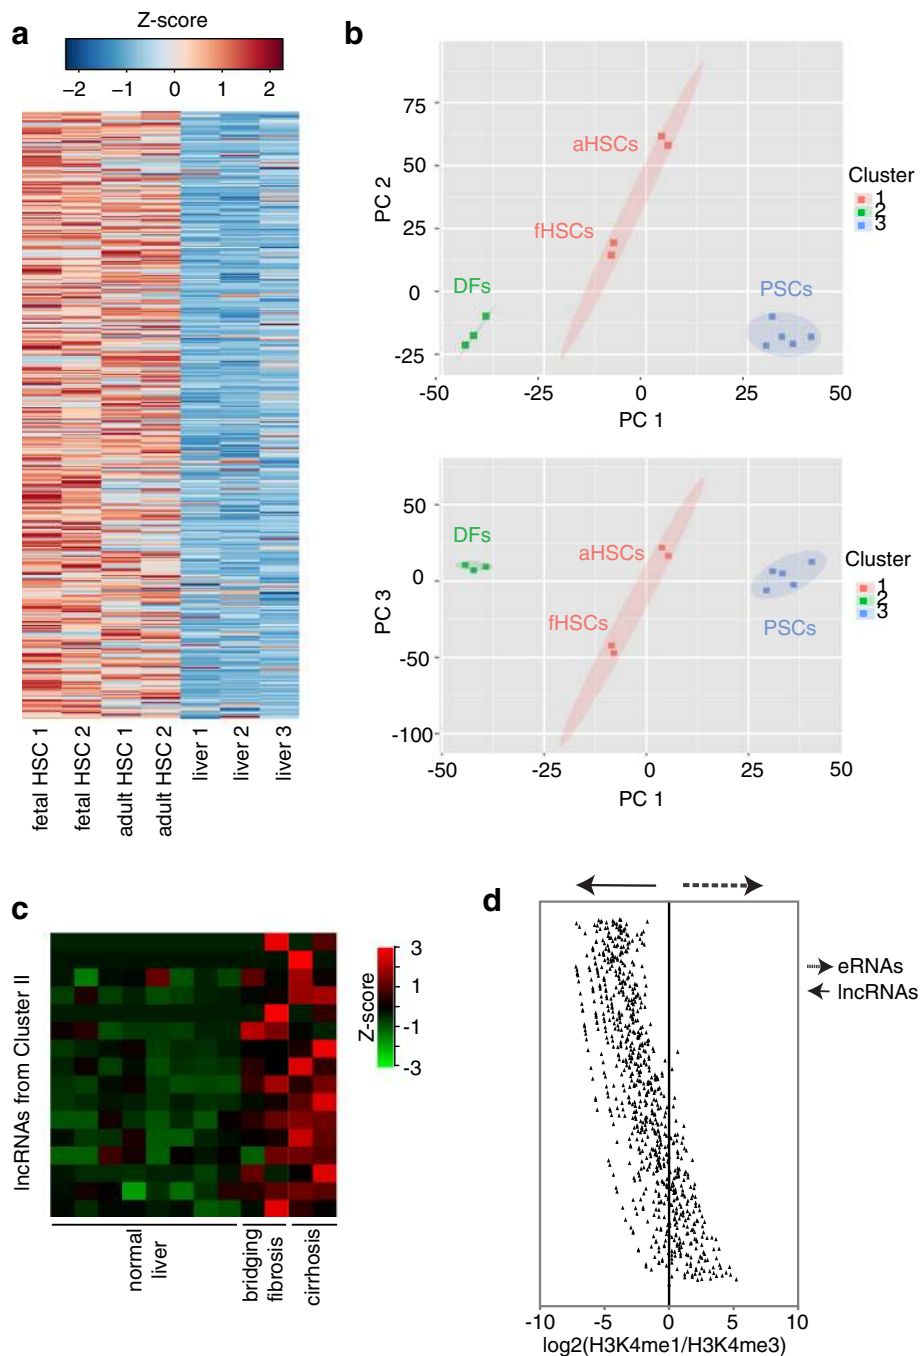 a
Z-score
−2 −1 0 1 2
fetal HSC 1
fetal HSC 2
adult HSC 1
adult HSC 2
liver 1
liver 2
liver 3
b
PC 2
75
50
25
0
-25
aHSCs
fHSCs
DFs
PSCs
-50 -25 0 25 50
PC 1
Cluster
1
2
3
PC 3
50
0
-50
-100
DFs
aHSCs
fHSCs
PSCs
-50 -25 0 25 50
PC 1
Cluster
1
2
3
c
lncRNAs from Cluster II
Z-score
3
1
-1
-3
normal
liver
bridging
fibrosis
cirrhosis
d
eRNAs
lncRNAs
-10 -5 0 5 10
log2(H3K4me1/H3K4me3)